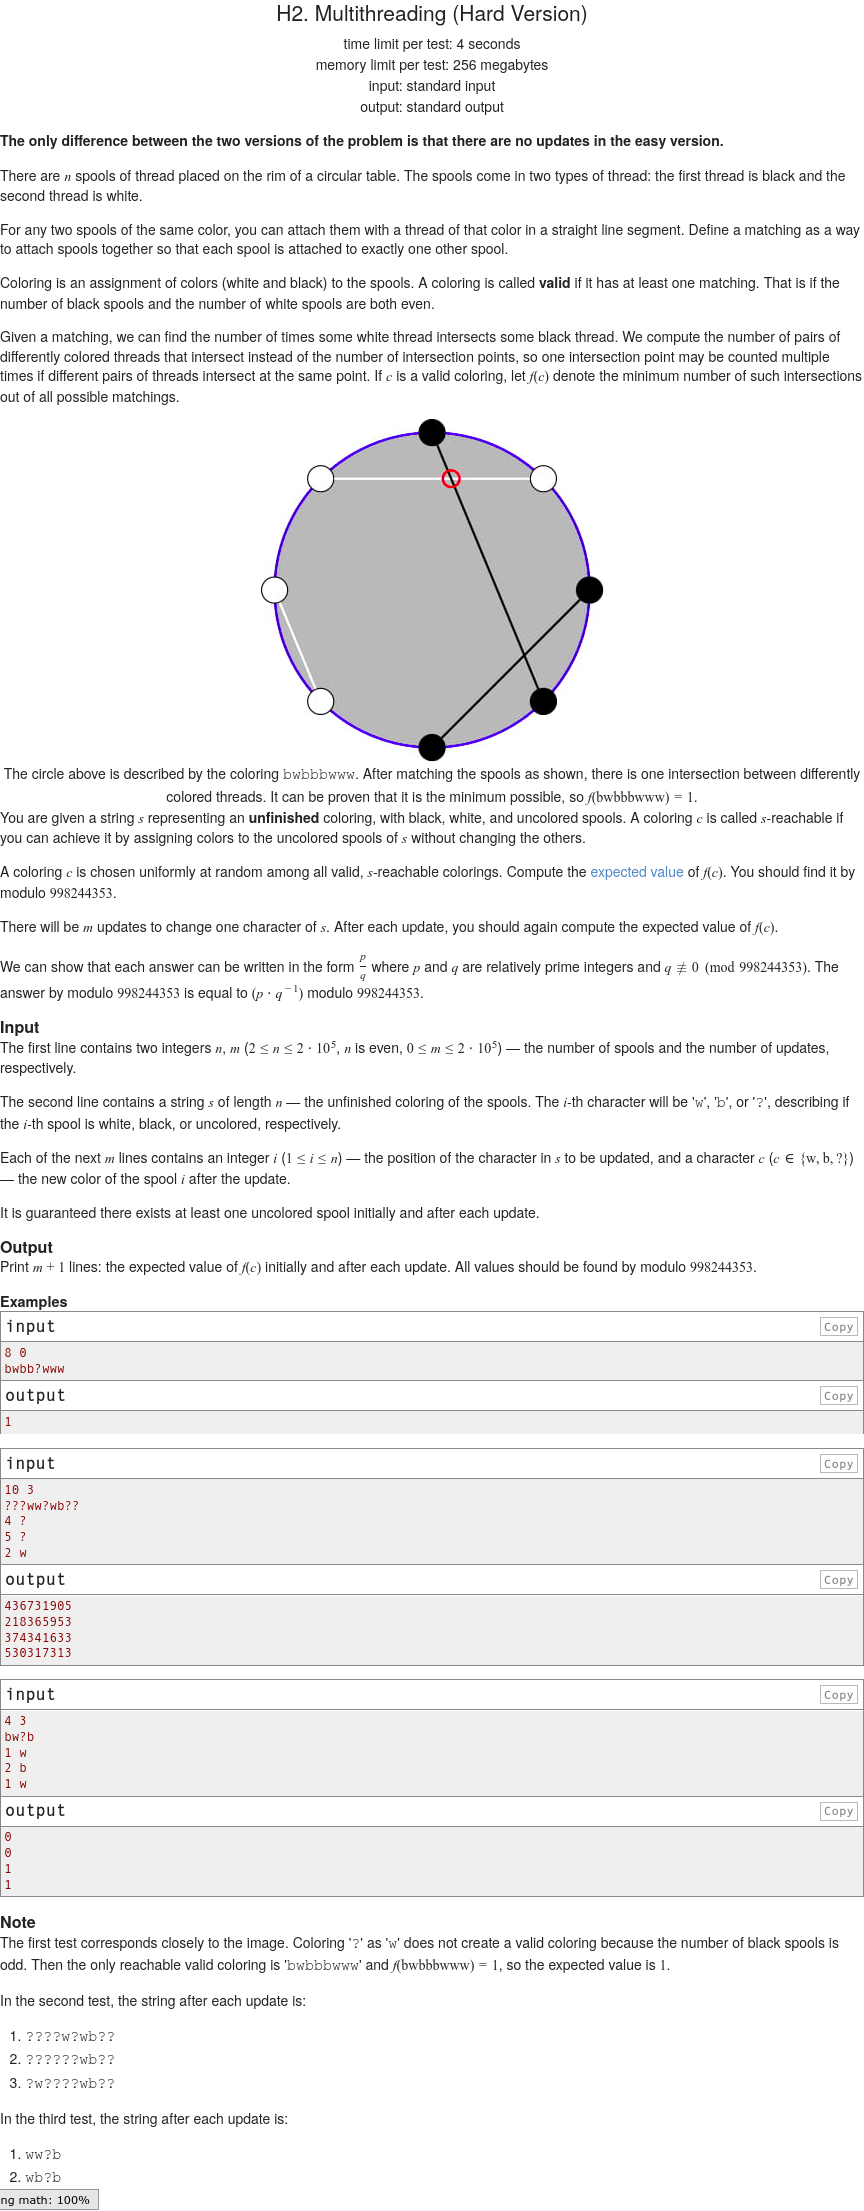 H2. Multithreading (Hard Version)
time limit per test: 4 seconds
memory limit per test: 256 megabytes
input: standard input
output: standard output
The only difference between the two versions of the problem is that there are no updates in the easy version.
There are n spools of thread placed on the rim of a circular table. The spools come in two types of thread: the first thread is black and the
second thread is white.
For any two spools of the same color, you can attach them with a thread of that color in a straight line segment. Define a matching as a way
to attach spools together so that each spool is attached to exactly one other spool.
Coloring is an assignment of colors (white and black) to the spools. A coloring is called valid if it has at least one matching. That is if the
number of black spools and the number of white spools are both even.
Given a matching, we can find the number of times some white thread intersects some black thread. We compute the number of pairs of
differently colored threads that intersect instead of the number of intersection points, so one intersection point may be counted multiple
times if different pairs of threads intersect at the same point. If c is a valid coloring, let f(c) denote the minimum number of such intersections
out of all possible matchings.
The circle above is described by the coloring bwbbbwww. After matching the spools as shown, there is one intersection between differently
colored threads. It can be proven that it is the minimum possible, so f(bwbbbwww) = 1.
You are given a string s representing an unfinished coloring, with black, white, and uncolored spools. A coloring c is called s-reachable if
you can achieve it by assigning colors to the uncolored spools of s without changing the others.
A coloring c is chosen uniformly at random among all valid, s-reachable colorings. Compute the expected value of f(c). You should find it by
modulo 998244353.
There will be m updates to change one character of s. After each update, you should again compute the expected value of f(c).
We can show that each answer can be written in the form p/q where p and q are relatively prime integers and q ≢ 0 (mod 998244353). The
answer by modulo 998244353 is equal to (p · q⁻¹) modulo 998244353.
Input
The first line contains two integers n, m (2 ≤ n ≤ 2 · 10⁵, n is even, 0 ≤ m ≤ 2 · 10⁵) — the number of spools and the number of updates,
respectively.
The second line contains a string s of length n — the unfinished coloring of the spools. The i-th character will be 'w', 'b', or '?', describing if
the i-th spool is white, black, or uncolored, respectively.
Each of the next m lines contains an integer i (1 ≤ i ≤ n) — the position of the character in s to be updated, and a character c (c ∈ {w, b, ?})
— the new color of the spool i after the update.
It is guaranteed there exists at least one uncolored spool initially and after each update.
Output
Print m + 1 lines: the expected value of f(c) initially and after each update. All values should be found by modulo 998244353.
Examples
input
Copy
8 0
bwbb?www
output
Copy
1
input
Copy
10 3
???ww?wb??
4 ?
5 ?
2 w
output
Copy
436731905
218365953
374341633
530317313
input
Copy
4 3
bw?b
1 w
2 b
1 w
output
Copy
0
0
1
1
Note
The first test corresponds closely to the image. Coloring '?' as 'w' does not create a valid coloring because the number of black spools is
odd. Then the only reachable valid coloring is 'bwbbbwww' and f(bwbbbwww) = 1, so the expected value is 1.
In the second test, the string after each update is:
1. ????w?wb??
2. ??????wb??
3. ?w????wb??
In the third test, the string after each update is:
1. ww?b
2. wb?b
ng math: 100%